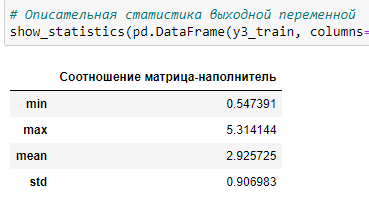 # Описательная статистика выходной переменной
show_statistics(pd.DataFrame(y3_train, columns=
Соотношение матрица-наполнитель
min 0.547391
max 5.314144
mean 2.925725
std 0.906983